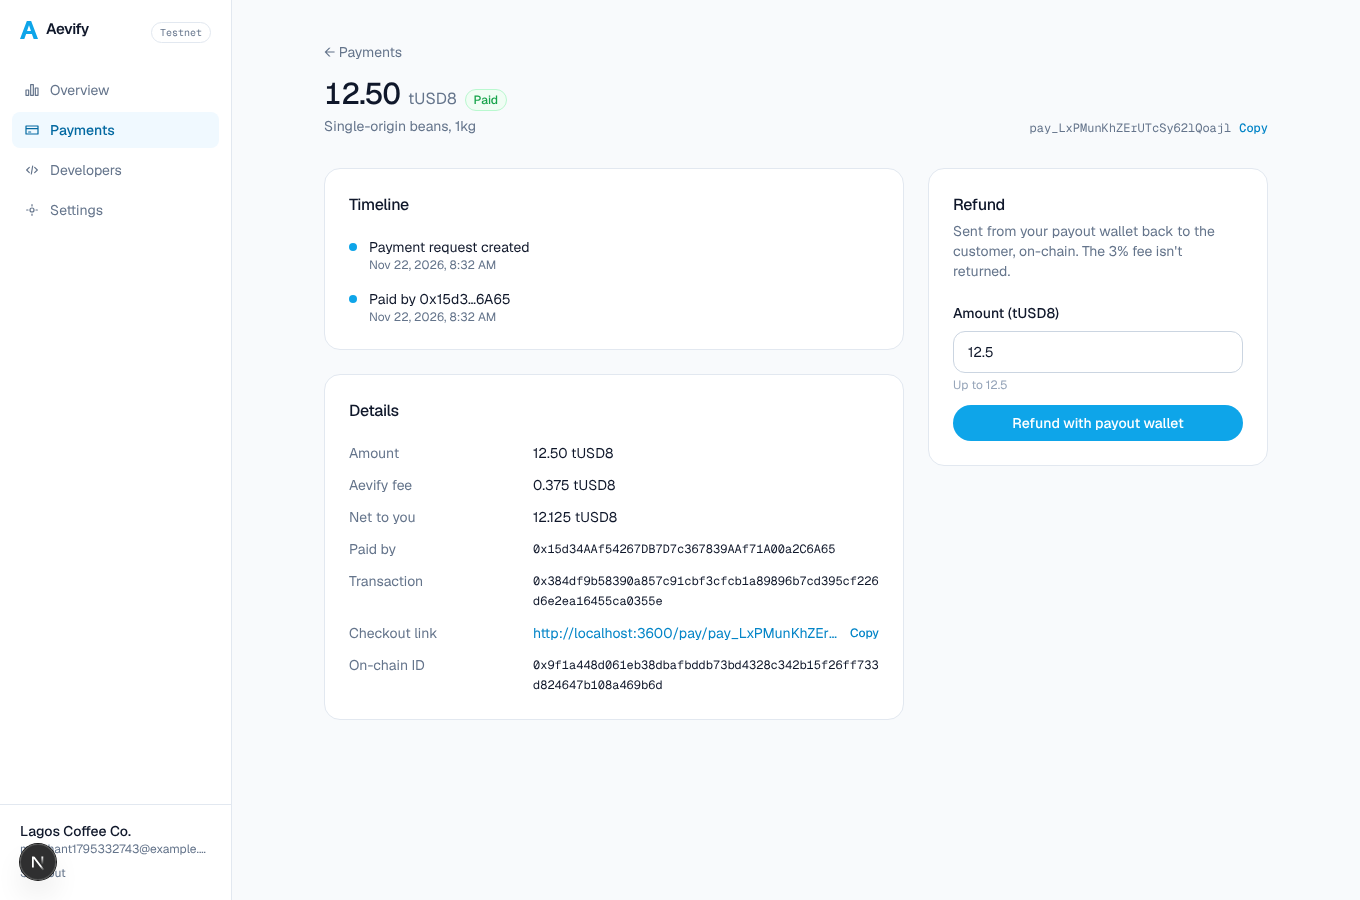 Aevify
Testnet
Overview
Payments
Developers
Settings
← Payments
12.50 tUSD8 Paid
Single-origin beans, 1kg
pay_LxPMunKhZErUTcSy62lQoajl Copy
Timeline
Payment request created
Nov 22, 2026, 8:32 AM
Paid by 0x15d3…6A65
Nov 22, 2026, 8:32 AM
Details
Amount 12.50 tUSD8
Aevify fee 0.375 tUSD8
Net to you 12.125 tUSD8
Paid by 0x15d34AAf54267DB7D7c367839AAf71A00a2C6A65
Transaction 0x384df9b58390a857c91cbf3cfcb1a89896b7cd395cf226
d6e2ea16455ca0355e
Checkout link http://localhost:3600/pay/pay_LxPMunKhZEr… Copy
On-chain ID 0x9f1a448d061eb38dbafbddb73bd4328c342b15f26ff733
d824647b108a469b6d
Refund
Sent from your payout wallet back to the
customer, on-chain. The 3% fee isn't
returned.
Amount (tUSD8)
12.5
Up to 12.5
Refund with payout wallet
Lagos Coffee Co.
ant1795332743@example.…
N